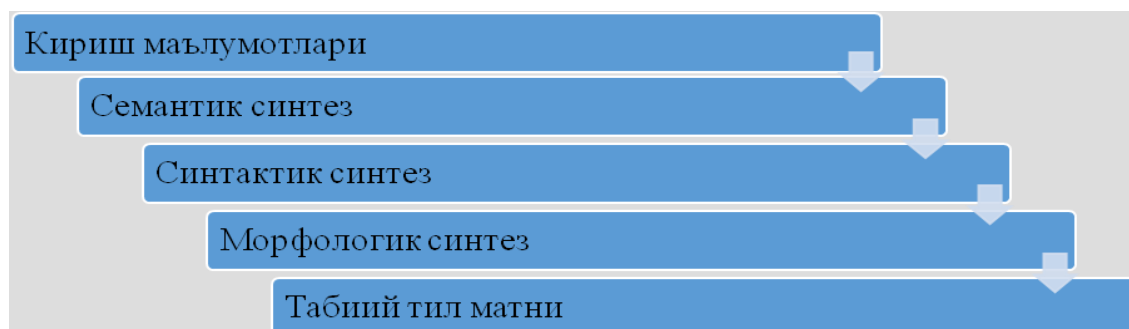 Кириш маълумотлари
Семантик синтез
Синтактик синтез
Морфологик синтез
Табиий тил матни